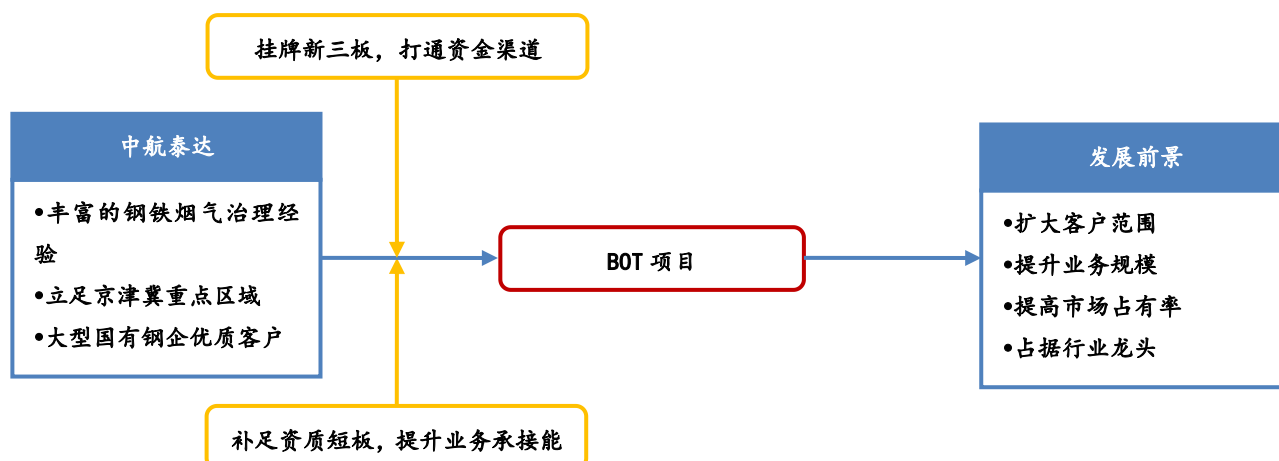 挂牌新三板，打通资金渠道
中航泰达
•丰富的钢铁烟气治理经
验
•立足京津冀重点区域
•大型国有钢企优质客户
BOT 项目
发展前景
•扩大客户范围
•提升业务规模
•提高市场占有率
•占据行业龙头
补足资质短板，提升业务承接能